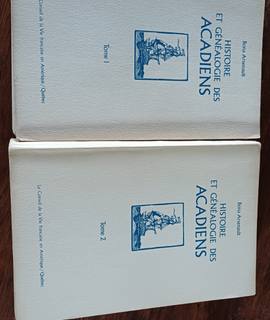 Bona Arsenault
HISTOIRE
ET GÉNÉALOGIE DES
ACADIENS
Tome 1
Le Conseil de la Vie française en Amérique/Québec
Bona Arsenault
HISTOIRE
ET GÉNÉALOGIE DES
ACADIENS
Tome 2
Le Conseil de la Vie française en Amérique/Québec